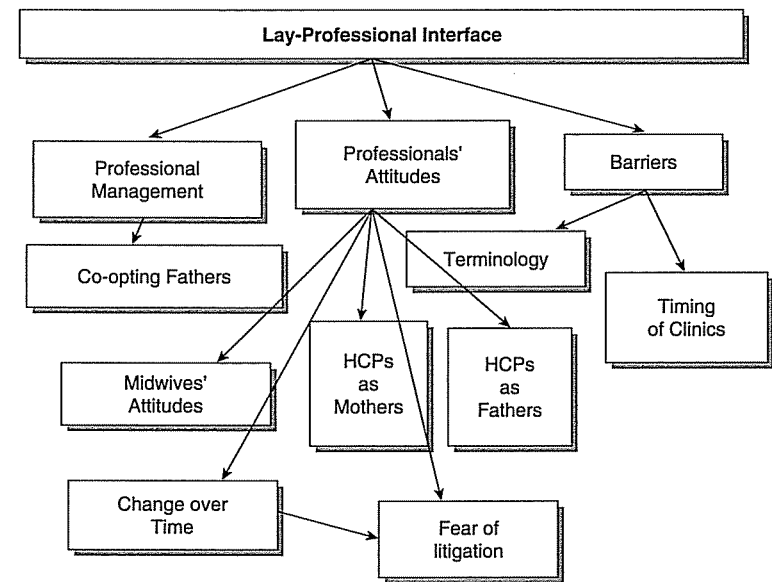 Lay-Professional Interface
Professional
Management
Professionals'
Attitudes
Barriers
Co-opting Fathers
Terminology
Timing
of Clinics
Midwives'
Attitudes
HCPs
as
Mothers
HCPs
as
Fathers
Change over
Time
Fear of
litigation